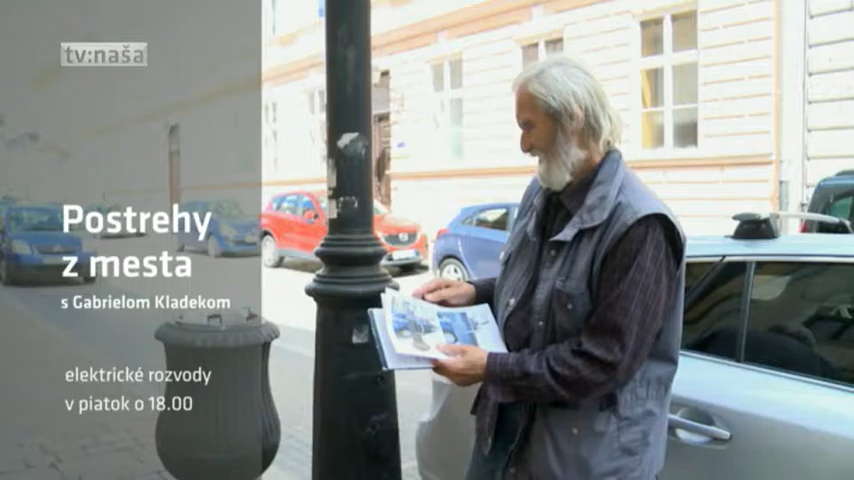 tv:naša
Postrehy
z mesta
s Gabrielom Kladekom
elektrické rozvody
v piatok o 18.00